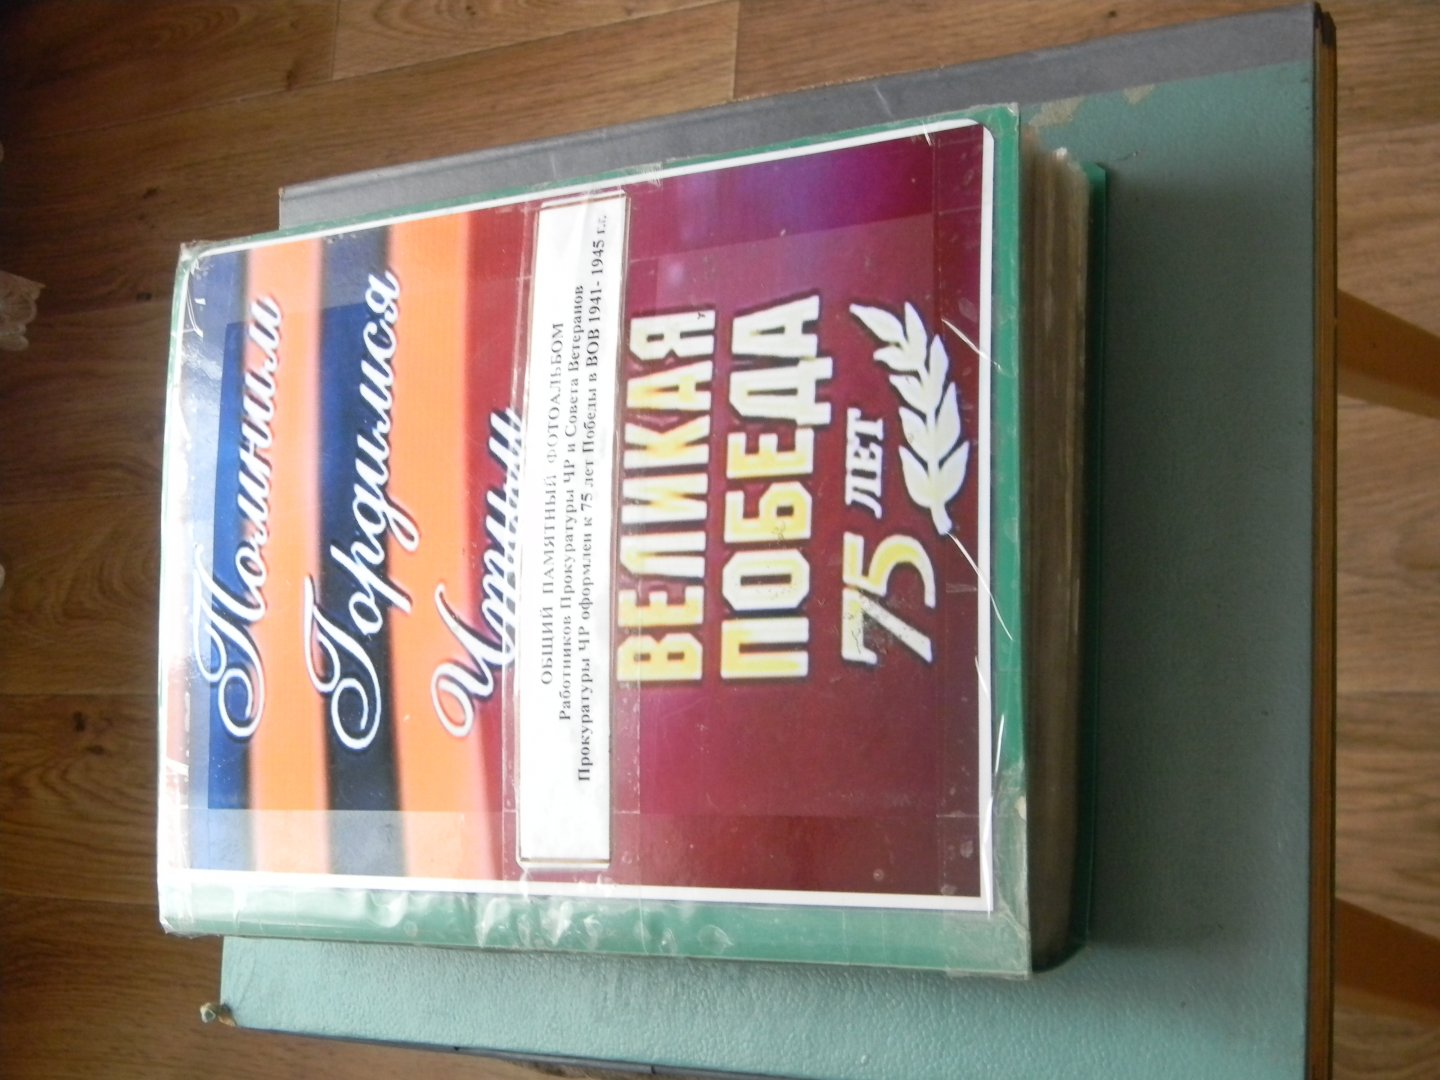 Помним
Гордимся
Чтим
ОБЩИЙ ПАМЯТНЫЙ ФОТОАЛЬБОМ
Работников Прокуратуры ЧР и Совета Ветеранов
Прокуратуры ЧР оформлен к 75 лет Победы в ВОВ 1941- 1945 г.г.
ВЕЛИКАЯ
ПОБЕДА
75 ЛЕТ